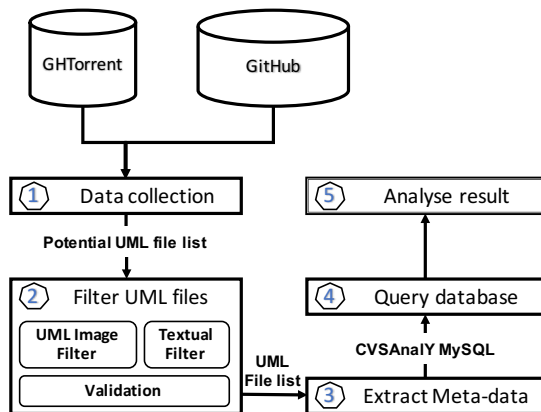 GHTorrent
GitHub
1 Data collection
Potential UML file list
2 Filter UML files
UML Image
Filter
Textual
Filter
Validation
UML
File list
3 Extract Meta-data
CVSAnalY MySQL
4 Query database
5 Analyse result